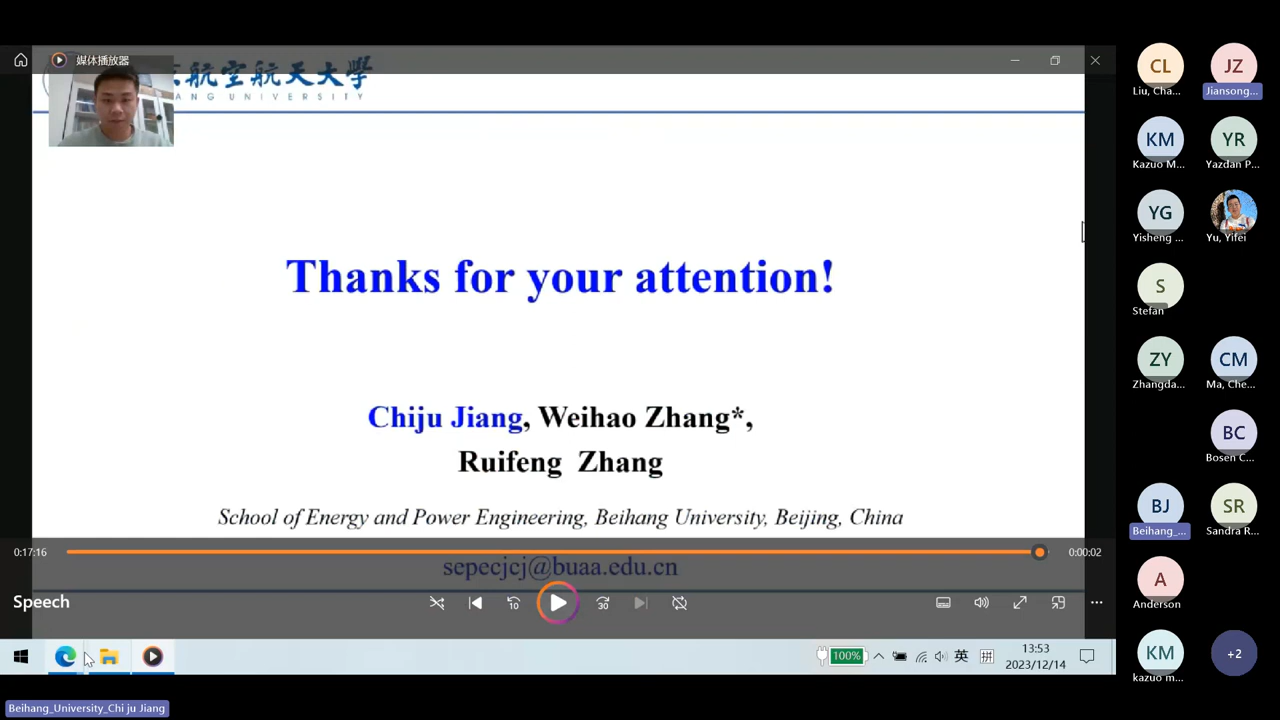 媒体播放器
航空航天大學
ANG UNIVERSITY
Thanks for your attention!
Chiju Jiang, Weihao Zhang*,
Ruifeng Zhang
School of Energy and Power Engineering, Beihang University, Beijing, China
0:17:16
0:00:02
sepecjcj@buaa.edu.cn
Speech
10
30
100%
英
拼
13:53
2023/12/14
Beihang_University_Chi ju Jiang
CL
Liu, Cha...
JZ
Jiansong...
KM
Kazuo M...
YR
Yazdan P...
YG
Yisheng ...
Yu, Yifei
S
Stefan
ZY
Zhangda...
CM
Ma, Che...
BC
Bosen C...
BJ
Beihang_...
SR
Sandra R...
A
Anderson
KM
kazuo m...
+2